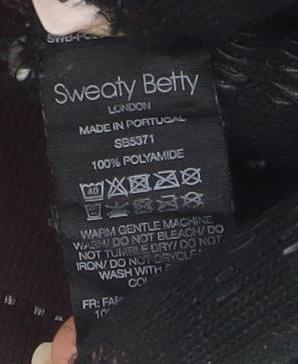 Sweaty Betty
LONDON
MADE IN PORTUGAL
SB5371
100% POLYAMIDE
40
WARM GENTLE MACHINE
WASH/ DO NOT BLEACH/ DO
NOT TUMBLE DRY/ DO NOT
IRON/ DO NOT DRYCLEAN
WASH WITH
FR: